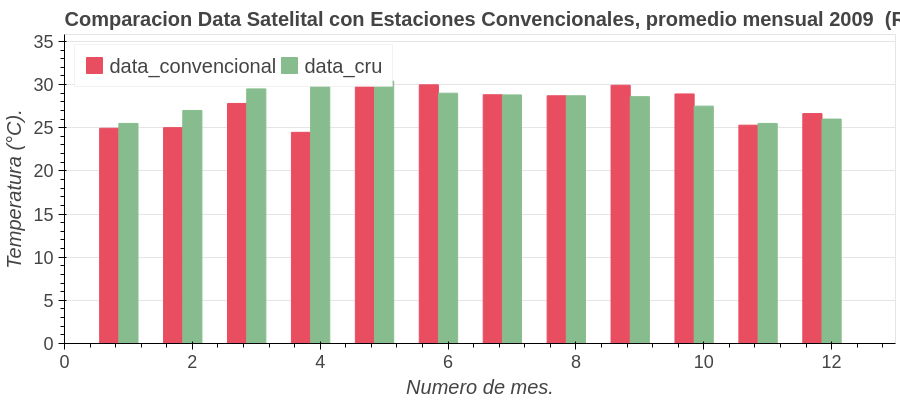 Comparacion Data Satelital con Estaciones Convencionales, promedio mensual 2009 (R
data_convencional data_cru
35
30
25
20
15
10
5
0
Temperatura (°C).
0 2 4 6 8 10 12
Numero de mes.